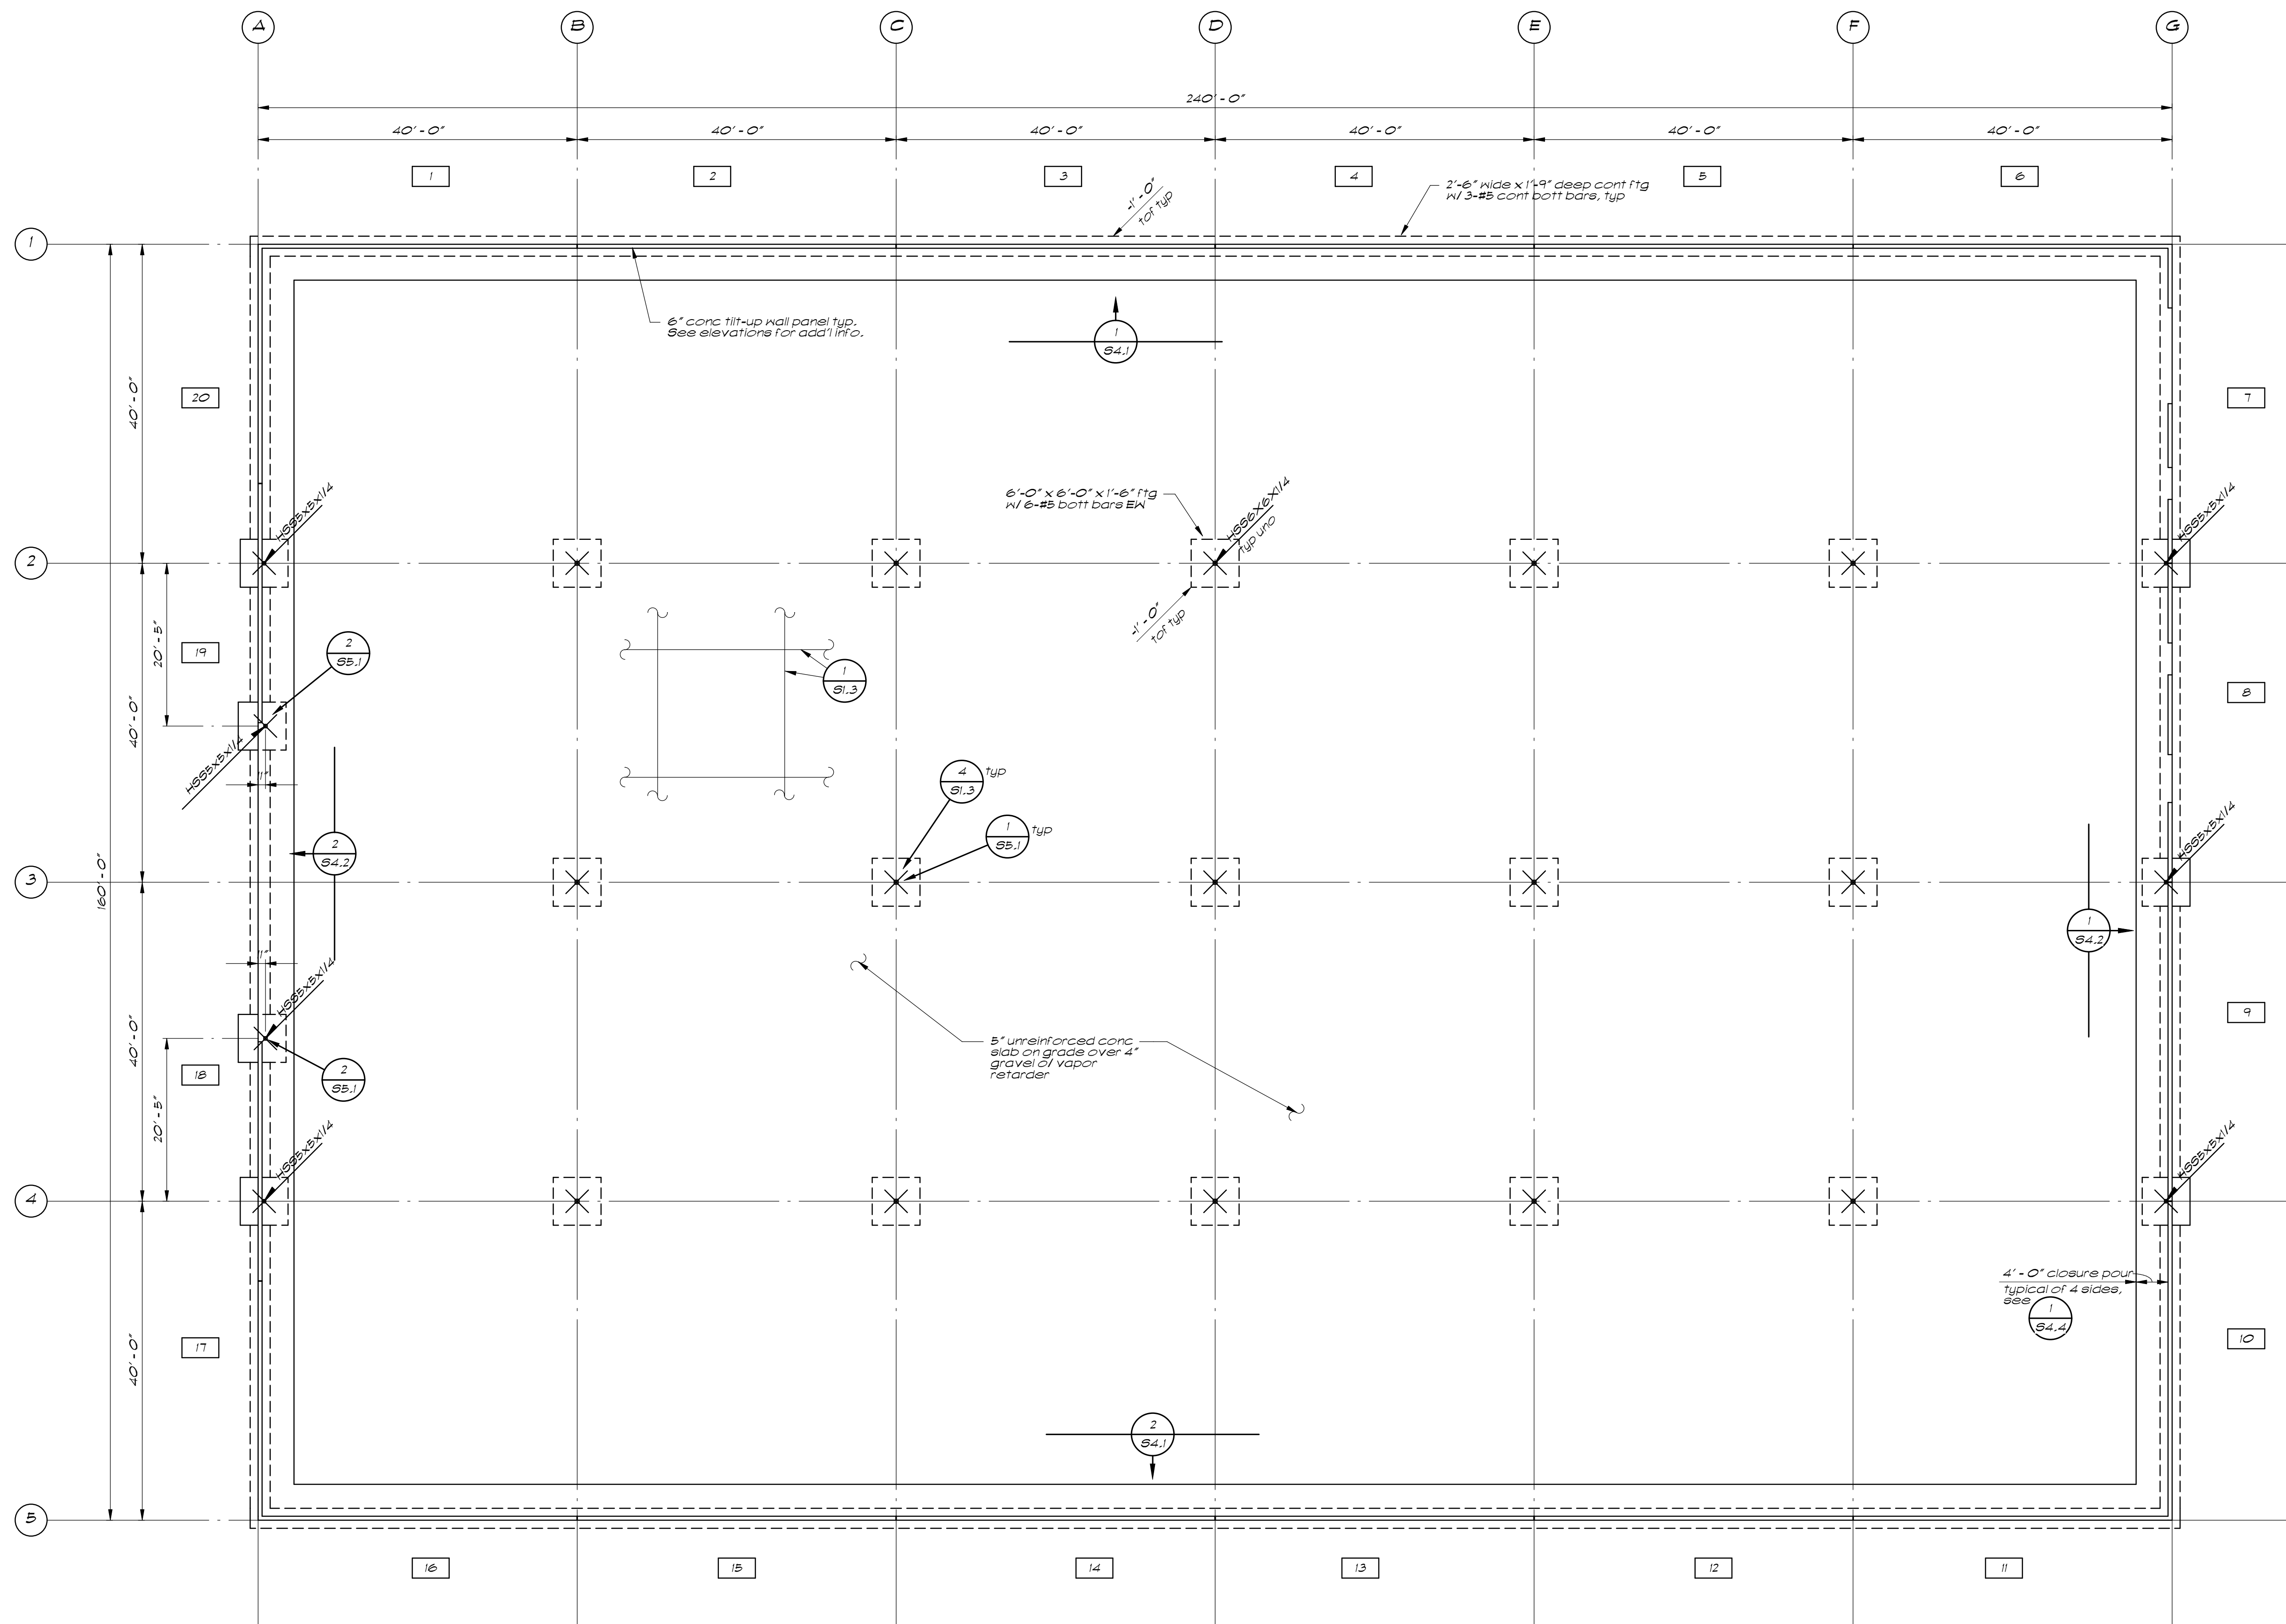 A
B
C
D
E
F
G
240' - 0"
40' - 0"
40' - 0"
40' - 0"
40' - 0"
40' - 0"
40' - 0"
1
2
3
4
5
6
-1' - 0"
tof typ
2'-6" wide x 1'-9" deep cont ftg
w/ 3-#5 cont bott bars, typ
1
6" conc tilt-up wall panel typ.
See elevations for add'l info.
1
S4.1
40' - 0"
20
7
6'-0" x 6'-0" x 1'-6" ftg
w/ 6-#5 bott bars EW
HSS6X6X1/4
typ uno
HSS5x5x1/4
HSS5x5x1/4
2
-1' - 0"
tof typ
20' - 5"
19
2
S5.1
1
S1.3
8
40' - 0"
HSS5x5x1/4
11"
4
S1.3
typ
1
S5.1
typ
HSS5x5x1/4
2
S4.2
160' - 0"
3
1
S4.2
11"
HSS5x5x1/4
5" unreinforced conc
slab on grade over 4"
gravel o/ vapor
retarder
40' - 0"
9
18
2
S5.1
20' - 5"
HSS5x5x1/4
HSS5x5x1/4
4
4' - 0" closure pour
typical of 4 sides,
see
1
S4.4
40' - 0"
17
10
2
S4.1
5
16
15
14
13
12
11